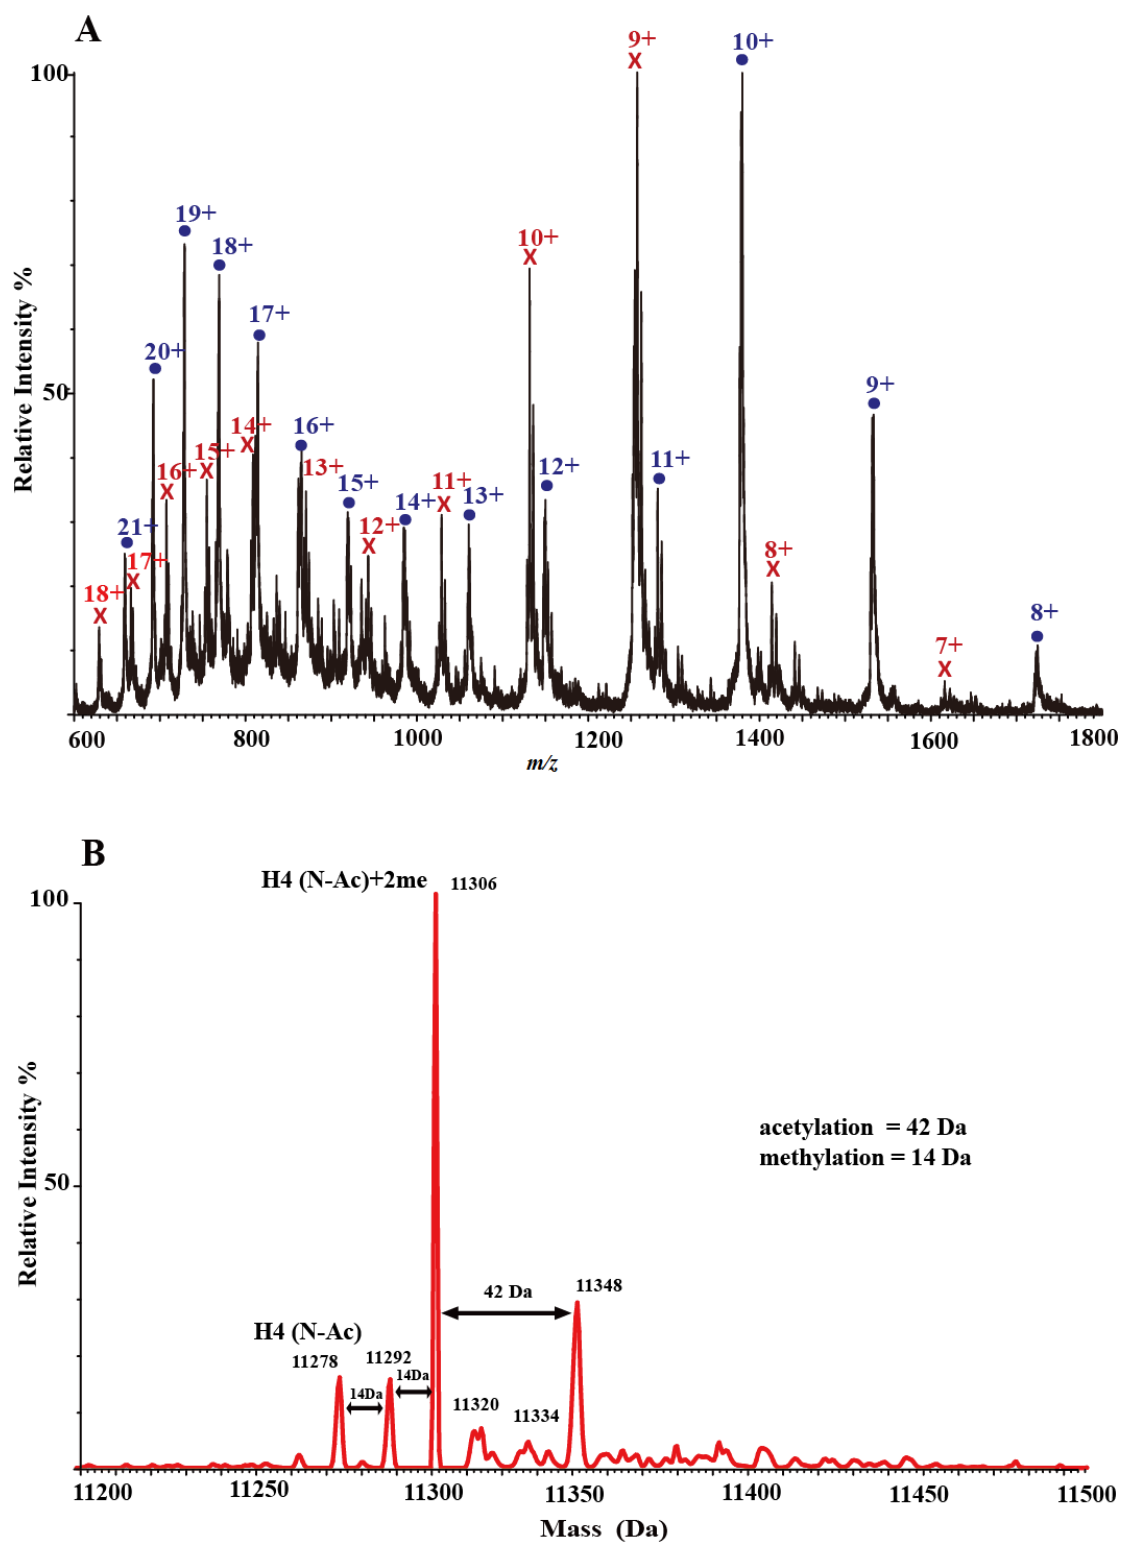 A
9+
X
10+
100
19+
18+
10+
X
17+
20+
9+
50
14+
X
16+
15+
X
16+
X
13+
12+
11+
15+
11+
X
13+
14+
21+
12+
X
17+
X
8+
X
18+
X
8+
7+
X
Relative Intensity %
600
800
1000
1200
1400
1600
1800
m/z
B
H4 (N-Ac)+2me
11306
100
acetylation = 42 Da
methylation = 14 Da
50
42 Da
11348
H4 (N-Ac)
11278
11292
14Da
14Da
11320
11334
Relative Intensity %
11200
11250
11300
11350
11400
11450
11500
Mass (Da)